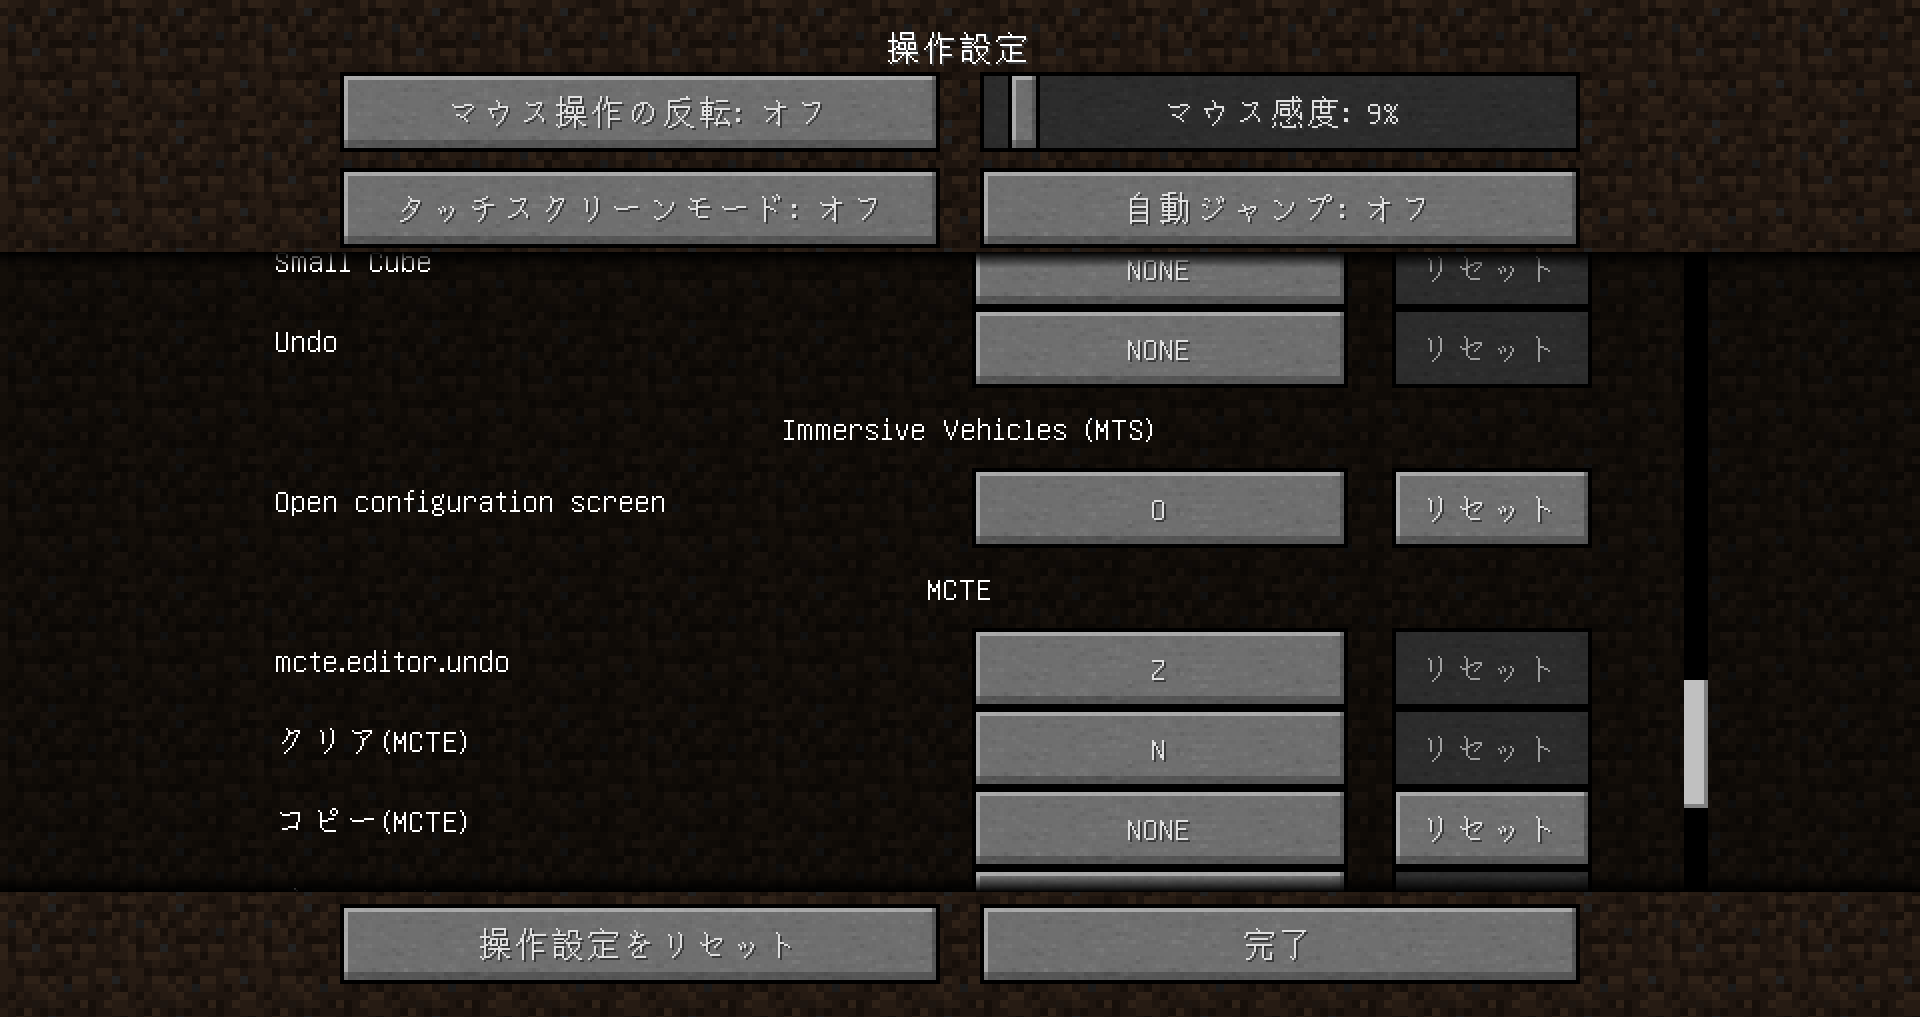 操作設定
マウス操作の反転: オフ
マウス感度: 9%
タッチスクリーンモード: オフ
自動ジャンプ: オフ
Small Cube NONE リセット
Undo NONE リセット
Immersive Vehicles (MTS)
Open configuration screen O リセット
MCTE
mcte.editor.undo Z リセット
クリア(MCTE) N リセット
コピー(MCTE) NONE リセット
操作設定をリセット
完了